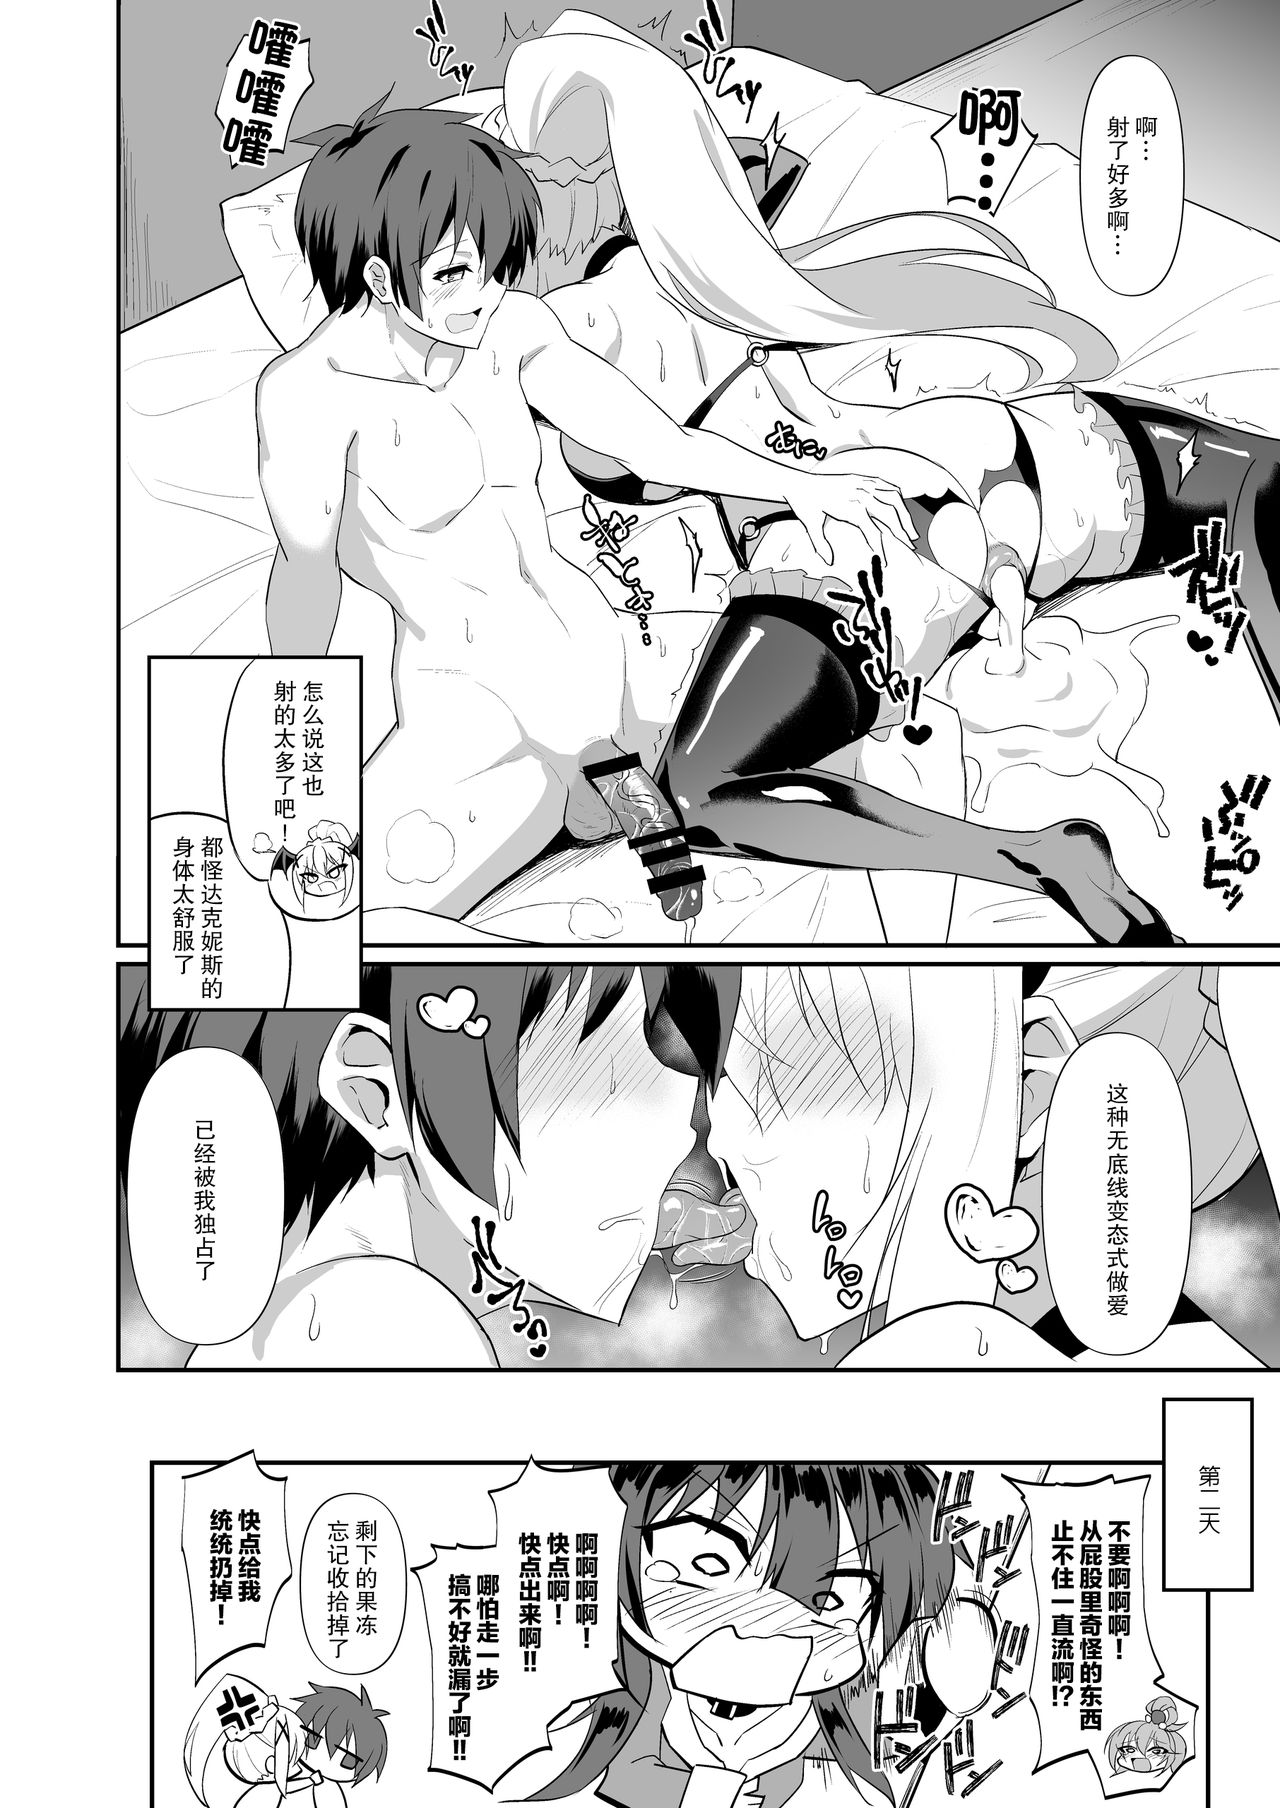 啊…
射了好多啊…
啊…
嚯嚯嚯
怎么说这也
射的太多了吧！
都怪达克妮斯的
身体太舒服了
这种无底线变态式做爱
已经被我独占了
第二天
不要啊啊啊！
从屁股里奇怪的东西
止不住一直流啊!?
啊啊啊啊！
快点啊！
快点出来啊!!
哪怕走一步
搞不好就漏了啊!!
剩下的果冻
忘记收拾掉了
快点给我
统统扔掉！